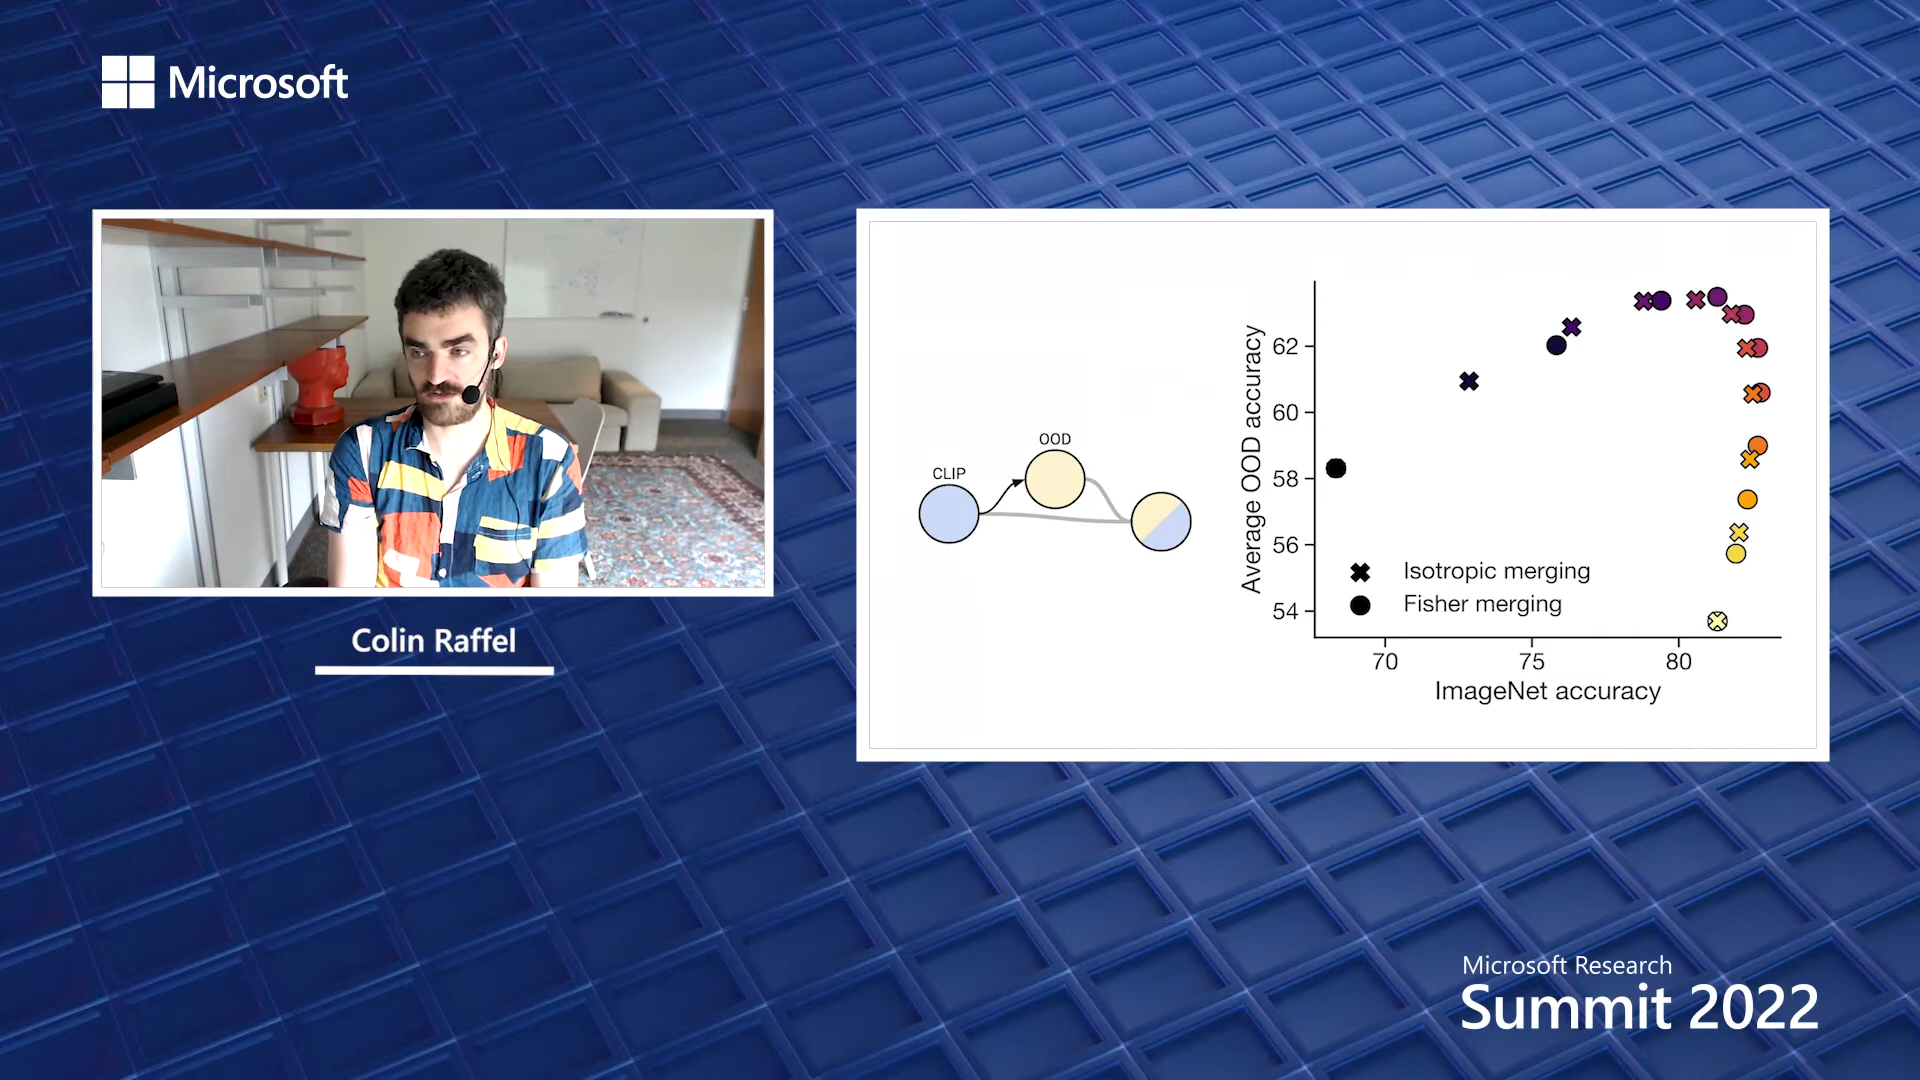 Microsoft
Colin Raffel
CLIP
OOD
Average OOD accuracy
62
60
58
56
54
Isotropic merging
Fisher merging
70 75 80
ImageNet accuracy
Microsoft Research
Summit 2022